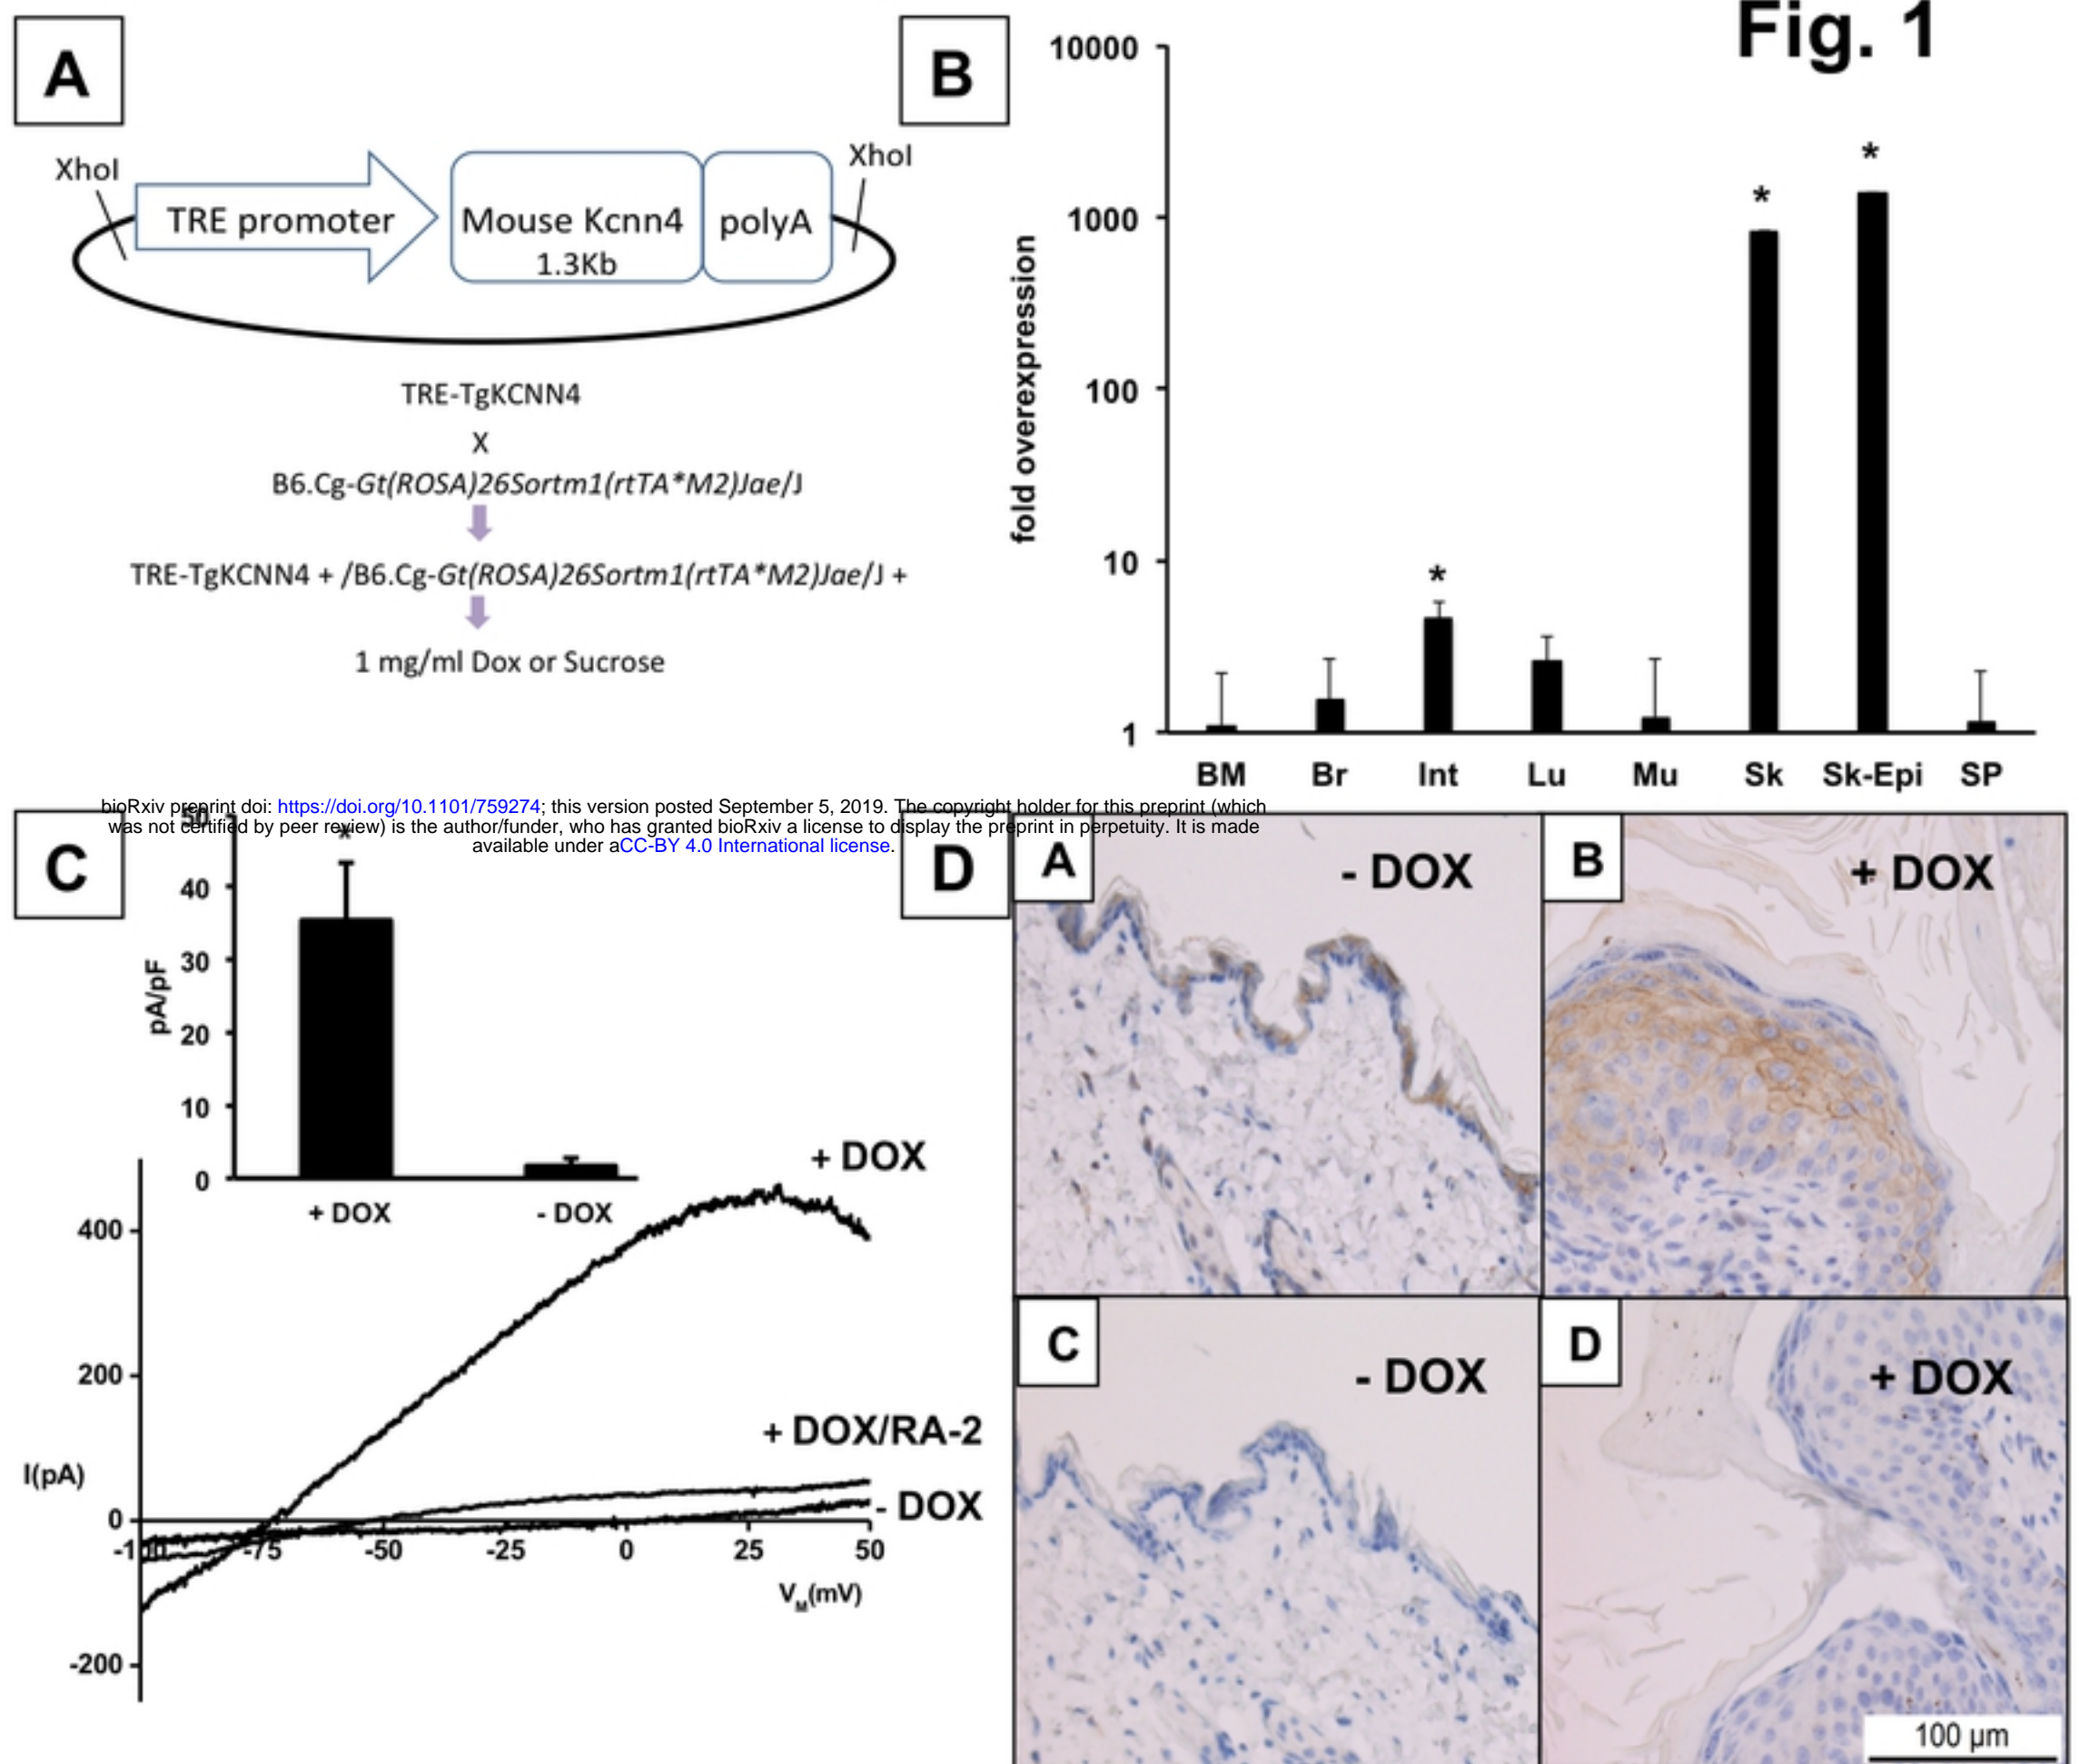 Fig. 1
A
XhoI
XhoI
TRE promoter
Mouse Kcnn4
1.3Kb
polyA
TRE-TgKCNN4
X
B6.Cg-Gt(ROSA)26Sortm1(rtTA*M2)Jae/J
TRE-TgKCNN4 + /B6.Cg-Gt(ROSA)26Sortm1(rtTA*M2)Jae/J +
1 mg/ml Dox or Sucrose
B
fold overexpression
10000
1000
100
10
1
*
*
*
BM Br Int Lu Mu Sk Sk-Epi SP
bioRxiv preprint doi: https://doi.org/10.1101/759274; this version posted September 5, 2019. The copyright holder for this preprint (which
was not certified by peer review) is the author/funder, who has granted bioRxiv a license to display the preprint in perpetuity. It is made
available under aCC-BY 4.0 International license.
C
pA/pF
50
40
30
20
10
0
*
+ DOX
- DOX
I(pA)
400
200
0
-200
-100 -75 -50 -25 0 25 50
VM(mV)
+ DOX
+ DOX/RA-2
- DOX
D
A
- DOX
B
+ DOX
C
- DOX
D
+ DOX
100 µm